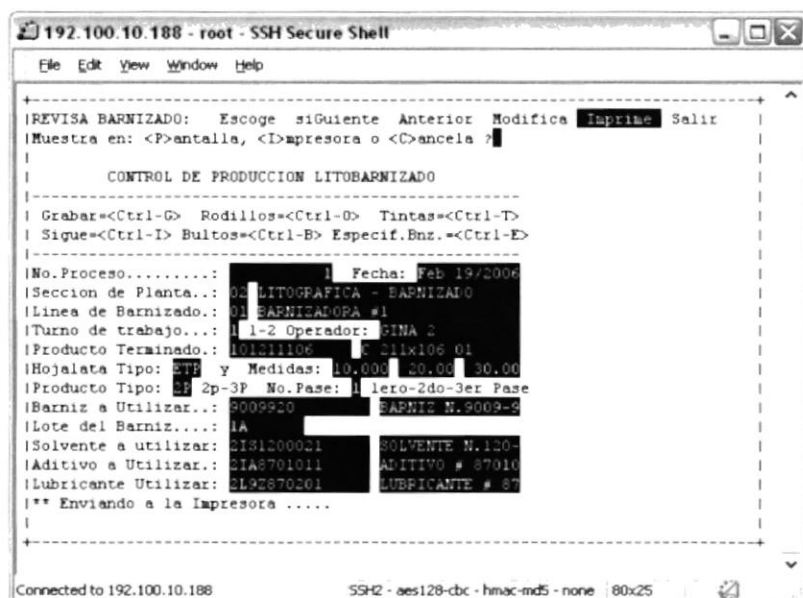 192.100.10.188 - root - SSH Secure Shell
File Edit View Window Help
REVISA BARNIZADO: Escoge siGuiente Anterior Modifica Imprime Salir
Muestra en: <P>antalla, <I>mpresora o <C>ancela ?
CONTROL DE PRODUCCION LITOBARNIZADO
Grabar=<Ctrl-G> Rodillos=<Ctrl-O> Tintas=<Ctrl-T>
Sigue=<Ctrl-I> Bultos=<Ctrl-B> Especif.Bnz.=<Ctrl-E>
No.Proceso.........: 1 Fecha: Feb 19/2006
Seccion de Planta..: 02 LITOGRAFICA - BARNIZADO
Linea de Barnizado.: 01 BARNIZADORA #1
Turno de trabajo...: 1 1-2 Operador: GINA 2
Producto Terminado.: 101211106 C 211x106 01
Hojalata Tipo: ETP y Medidas: 10.000 20.00 30.00
Producto Tipo: 2P 2p-3P No.Pase: 1 1ero-2do-3er Pase
Barniz a Utilizar..: 9009920 BARNIZ N.9009-9
Lote del Barniz....: 1A
Solvente a utilizar: 2IS1200021 SOLVENTE N.120-
Aditivo a Utilizar.: 2IA8701011 ADITIVO # 87010
Lubricante Utilizar: 2L9Z870201 LUBRICANTE # 87
** Enviando a la Impresora .....
Connected to 192.100.10.188 SSH2 - aes128-cbc - hmac-md5 - none 80x25